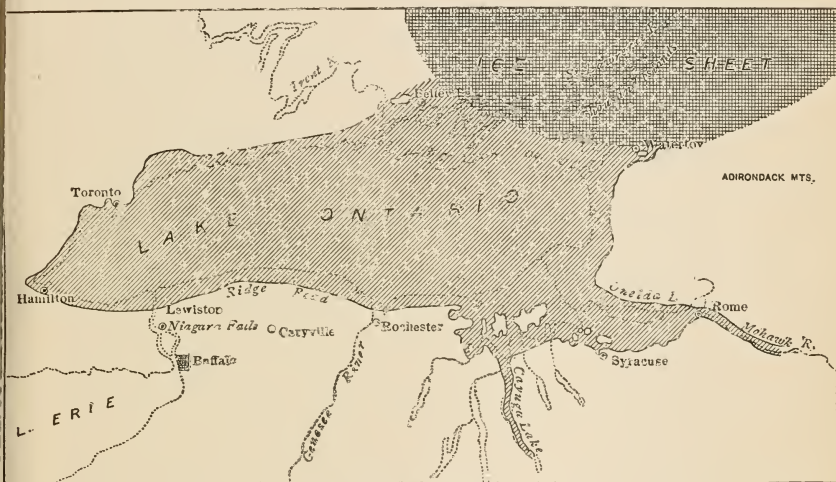 ICE SHEET
Trent R.
Watertow
ADIRONDACK MTS.
Toronto
LAKE ONTARIO
Hamilton
Ridge Road
Oneida L
Rome
Lewiston
Niagara Falls
Caryville
Rochester
Mohawk R.
Buffalo
Syracuse
Genesee River
Cayuga Lake
L. ERIE